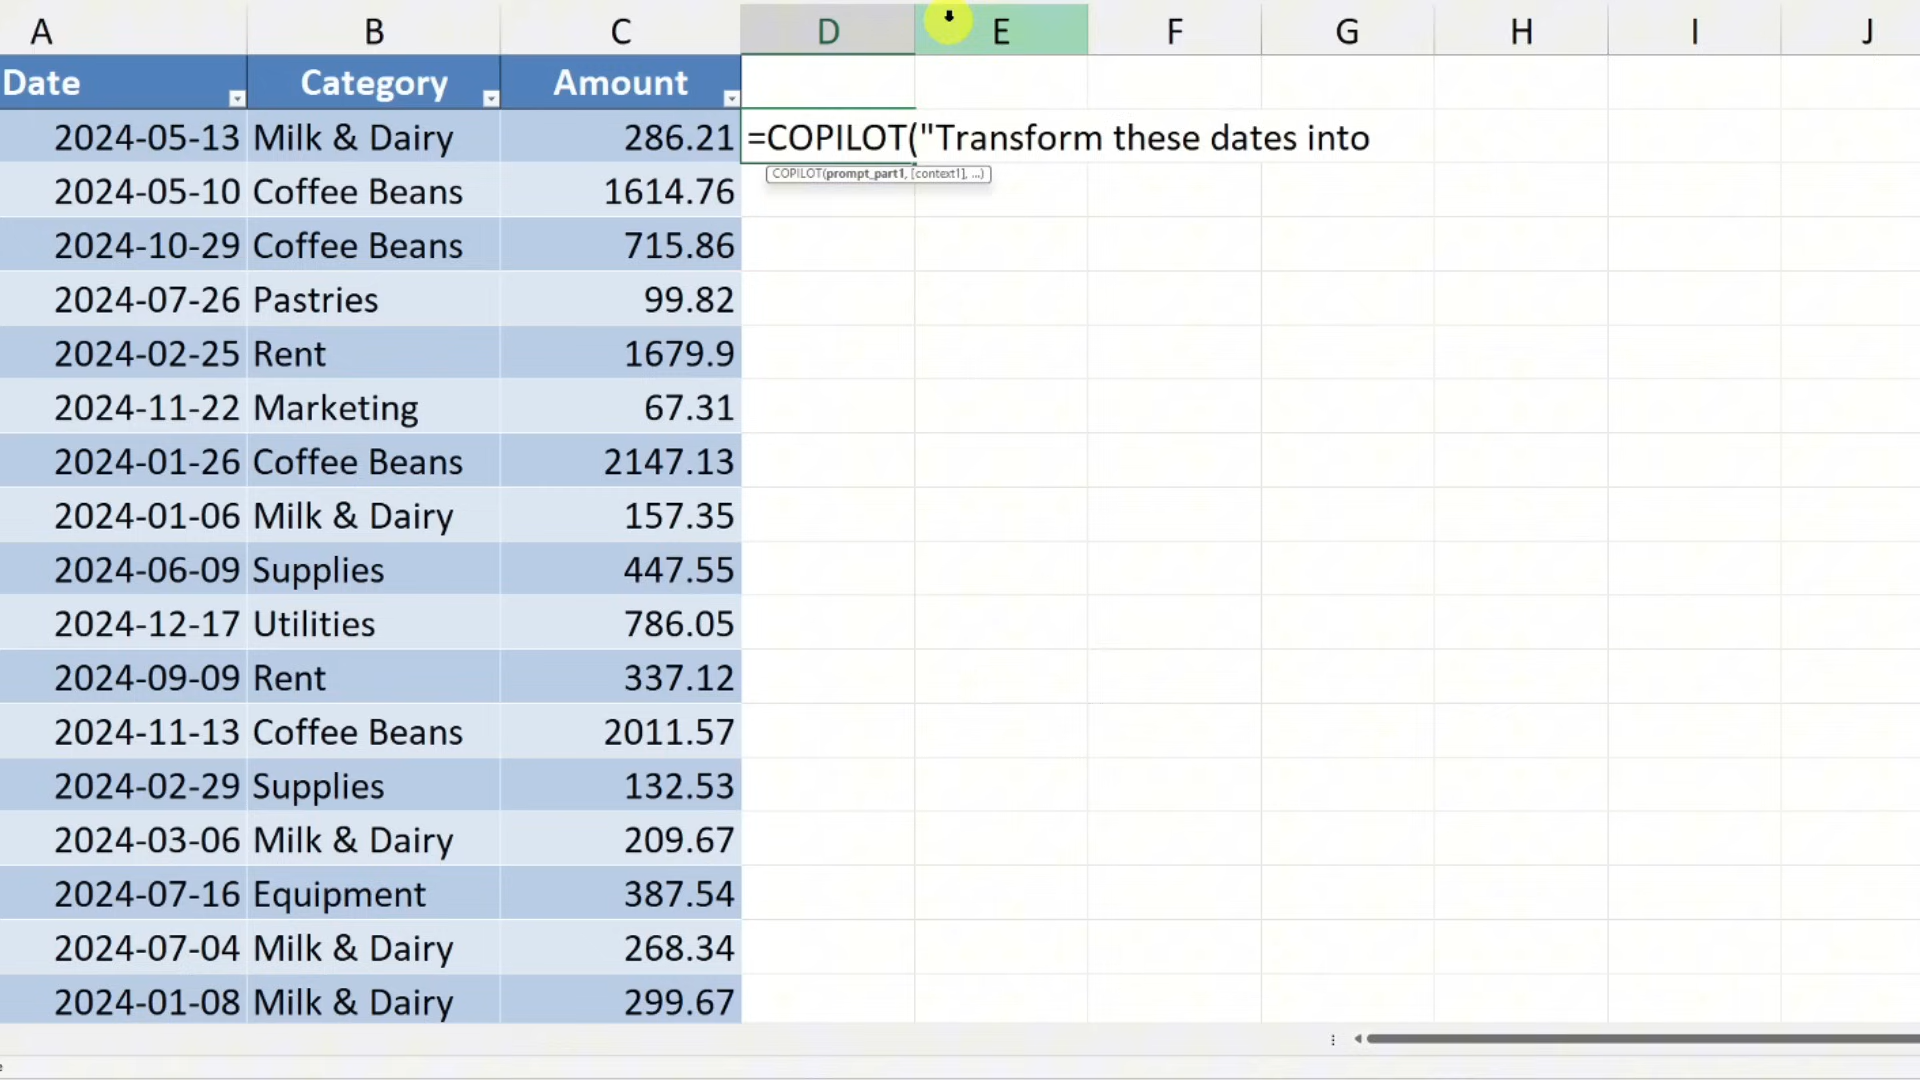 A B C D E F G H I J
Date Category Amount
2024-05-13 Milk & Dairy 286.21 =COPILOT("Transform these dates into
COPILOT(prompt_part1, [context1], ...)
2024-05-10 Coffee Beans 1614.76
2024-10-29 Coffee Beans 715.86
2024-07-26 Pastries 99.82
2024-02-25 Rent 1679.9
2024-11-22 Marketing 67.31
2024-01-26 Coffee Beans 2147.13
2024-01-06 Milk & Dairy 157.35
2024-06-09 Supplies 447.55
2024-12-17 Utilities 786.05
2024-09-09 Rent 337.12
2024-11-13 Coffee Beans 2011.57
2024-02-29 Supplies 132.53
2024-03-06 Milk & Dairy 209.67
2024-07-16 Equipment 387.54
2024-07-04 Milk & Dairy 268.34
2024-01-08 Milk & Dairy 299.67